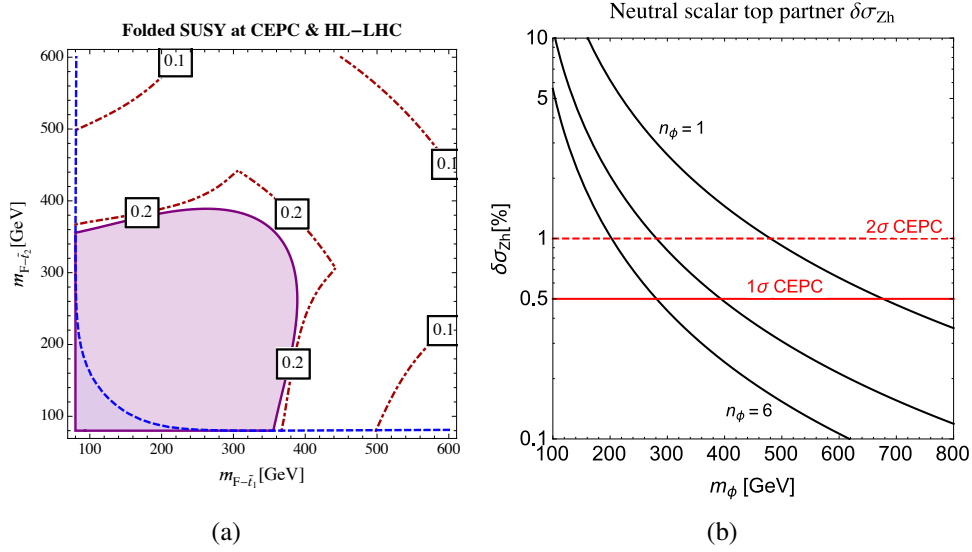 Folded SUSY at CEPC & HL−LHC
600
500
400
300
200
100
m_{F−t̃_2}[GeV]
0.1
0.1
0.2
0.2
0.2
0.1
100 200 300 400 500 600
m_{F−t̃_1}[GeV]
(a)
Neutral scalar top partner δσ_{Zh}
10
5
1
0.5
0.1
δσ_{Zh}[%]
n_ϕ = 1
2σ CEPC
1σ CEPC
n_ϕ = 6
100 200 300 400 500 600 700 800
m_ϕ [GeV]
(b)